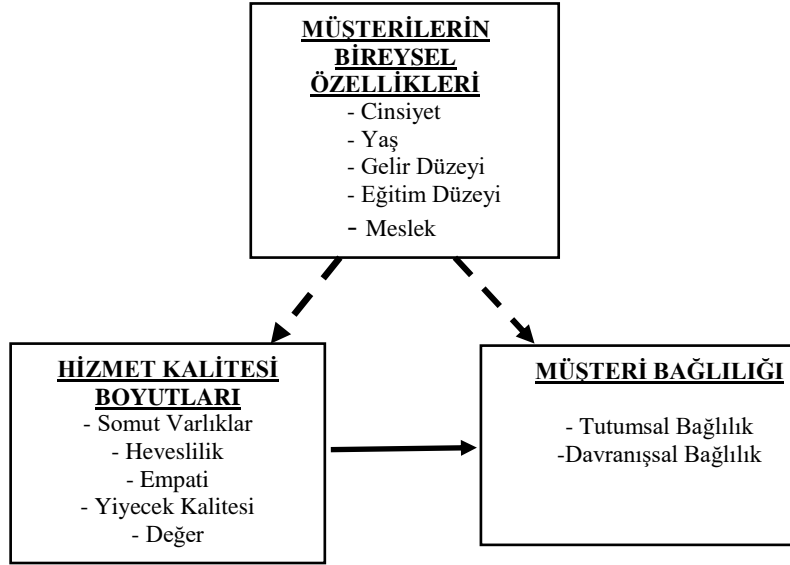 MÜŞTERİLERİN
BİREYSEL
ÖZELLİKLERİ
- Cinsiyet
- Yaş
- Gelir Düzeyi
- Eğitim Düzeyi
- Meslek
HİZMET KALİTESİ
BOYUTLARI
- Somut Varlıklar
- Heveslilik
- Empati
- Yiyecek Kalitesi
- Değer
MÜŞTERİ BAĞLILIĞI
- Tutumsal Bağlılık
-Davranışsal Bağlılık